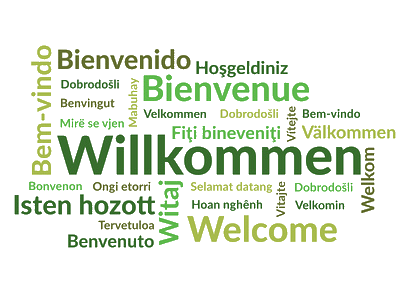 Bem-vindo
Bienvenido
Hoşgeldiniz
Dobrodošli
Mabuhay
Bienvenue
Benvingut
Velkommen
Dobrodošli
Vítejte
Bem-vindo
Mirë se vjen
Fiţi bineveniţi
Välkommen
Willkommen
Welkom
Bonvenon
Ongi etorri
Witaj
Selamat datang
Vitajte
Dobrodošli
Isten hozott
Hoan nghênh
Velkomin
Tervetuloa
Welcome
Benvenuto